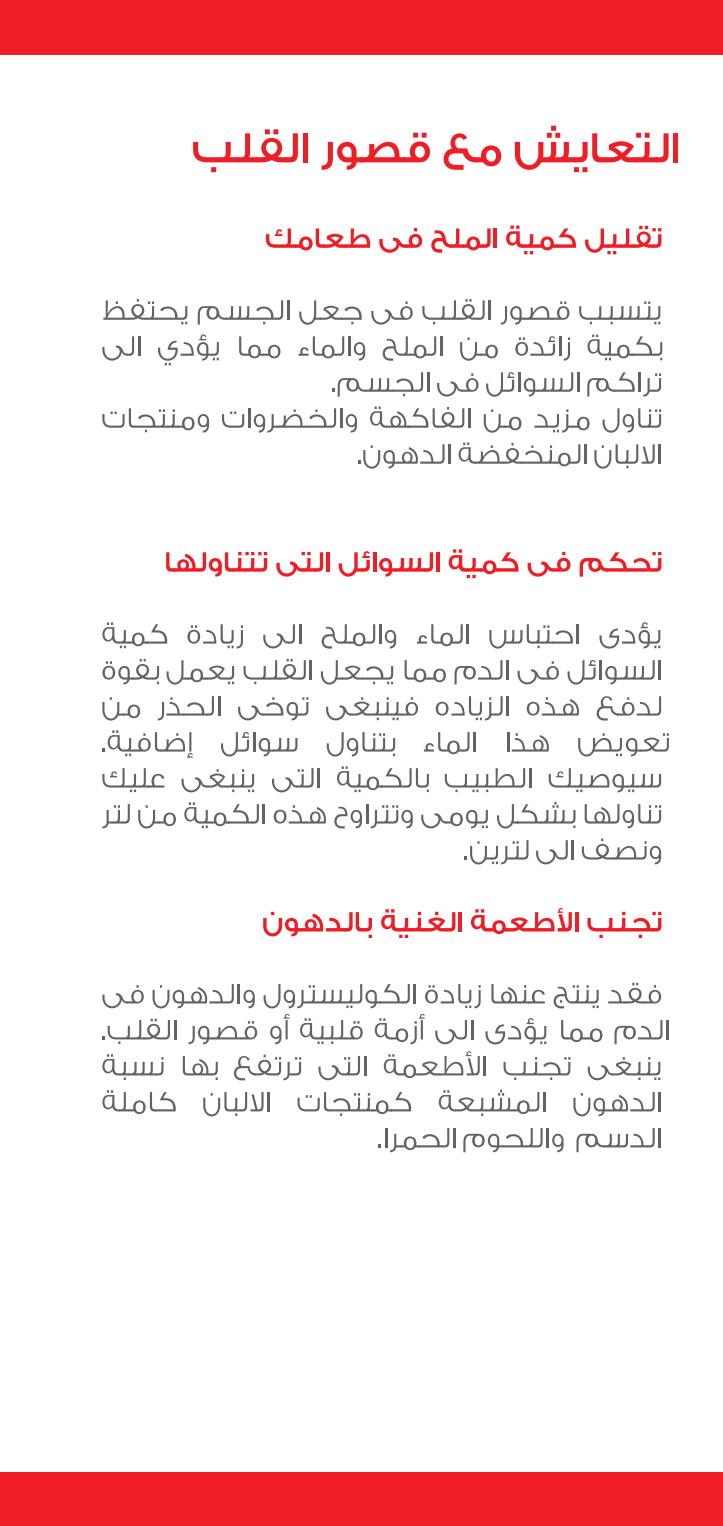 التعايش مع قصور القلب
تقليل كمية الملح فى طعامك
يتسبب قصور القلب فى جعل الجسم يحتفظ
بكمية زائدة من الملح والماء مما يؤدي الى
تراكم السوائل فى الجسم.
تناول مزيد من الفاكهة والخضروات ومنتجات
الالبان المنخفضة الدهون.
تحكم فى كمية السوائل التى تتناولها
يؤدى احتباس الماء والملح الى زيادة كمية
السوائل فى الدم مما يجعل القلب يعمل بقوة
لدفع هذه الزياده فينبغى توخى الحذر من
تعويض هذا الماء بتناول سوائل إضافية.
سيوصيك الطبيب بالكمية التى ينبغى عليك
تناولها بشكل يومى وتتراوح هذه الكمية من لتر
ونصف الى لترين.
تجنب الأطعمة الغنية بالدهون
فقد ينتج عنها زيادة الكوليسترول والدهون فى
الدم مما يؤدى الى أزمة قلبية أو قصور القلب.
ينبغى تجنب الأطعمة التى ترتفع بها نسبة
الدهون المشبعة كمنتجات الالبان كاملة
الدسم واللحوم الحمرا.